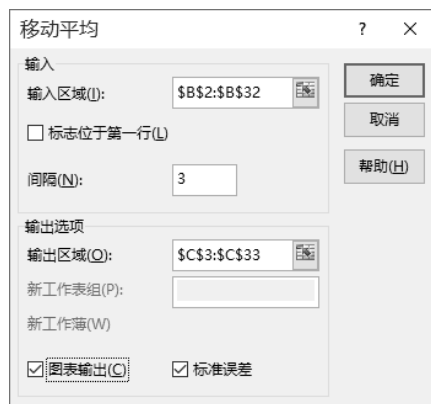 移动平均 ? ×
输入
输入区域(I): $B$2:$B$32
标志位于第一行(L)
间隔(N): 3
确定
取消
帮助(H)
输出选项
输出区域(O): $C$3:$C$33
新工作表组(P):
新工作薄(W)
图表输出(C) 标准误差